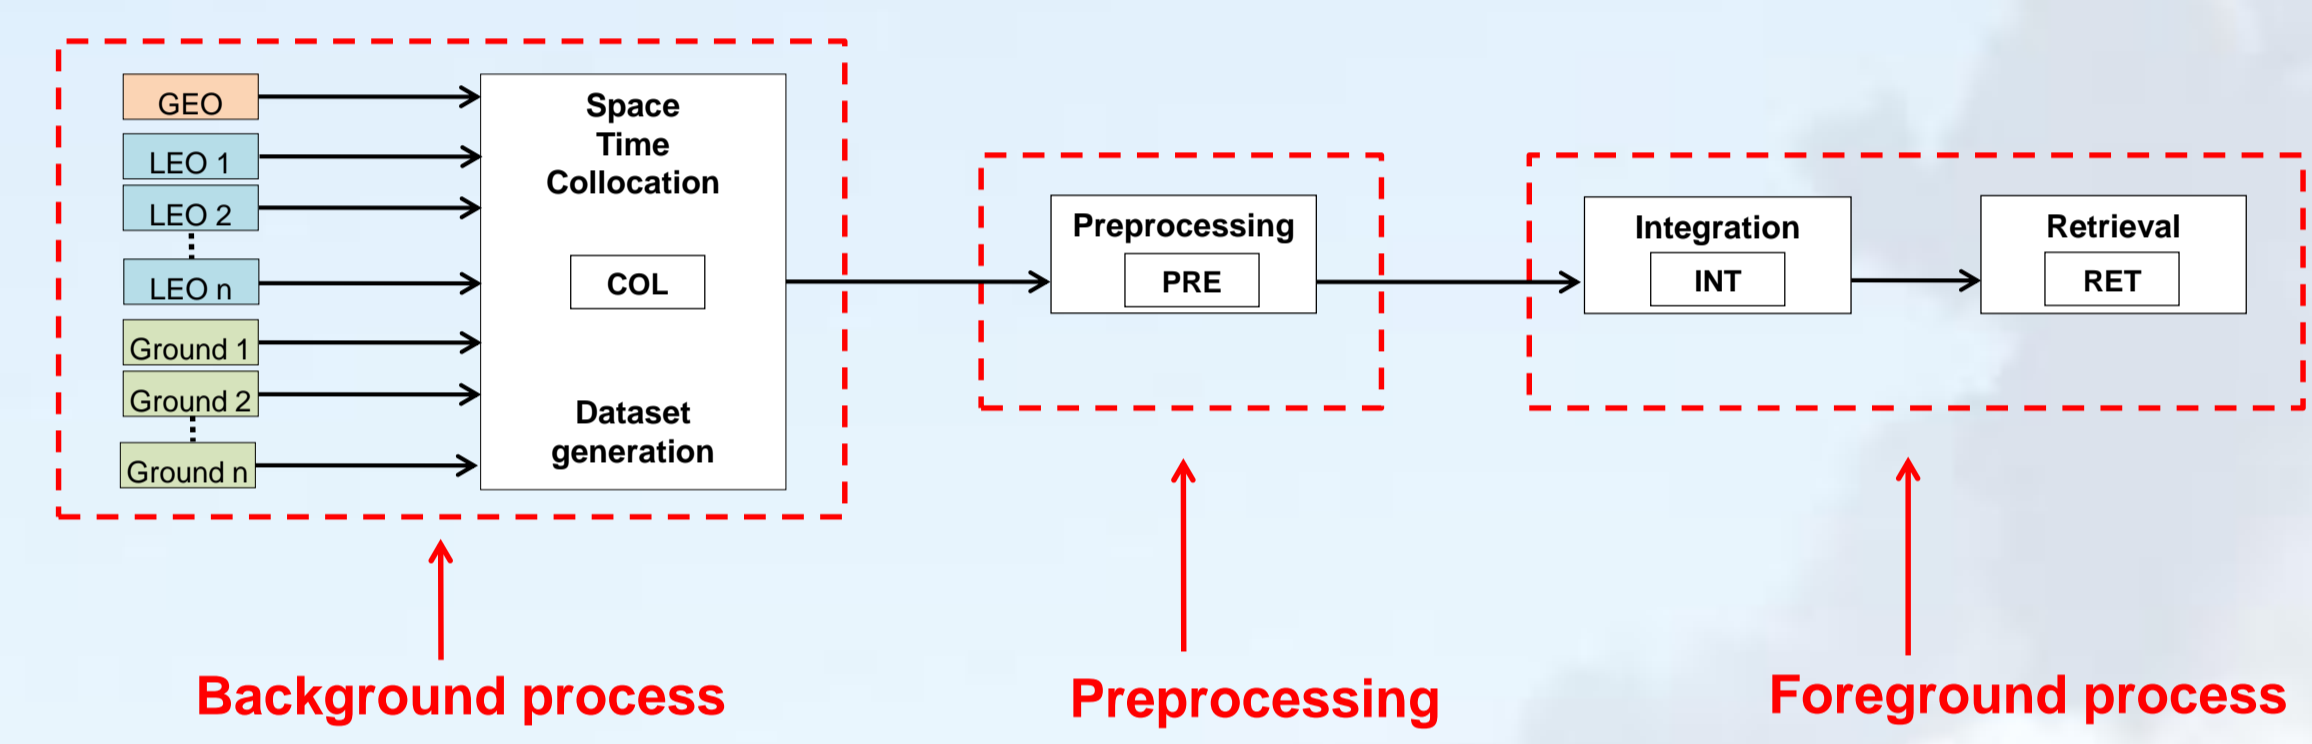 GEO
LEO 1
LEO 2
LEO n
Ground 1
Ground 2
Ground n
Space
Time
Collocation
COL
Dataset
generation
Preprocessing
PRE
Integration
INT
Retrieval
RET
Background process
Preprocessing
Foreground process